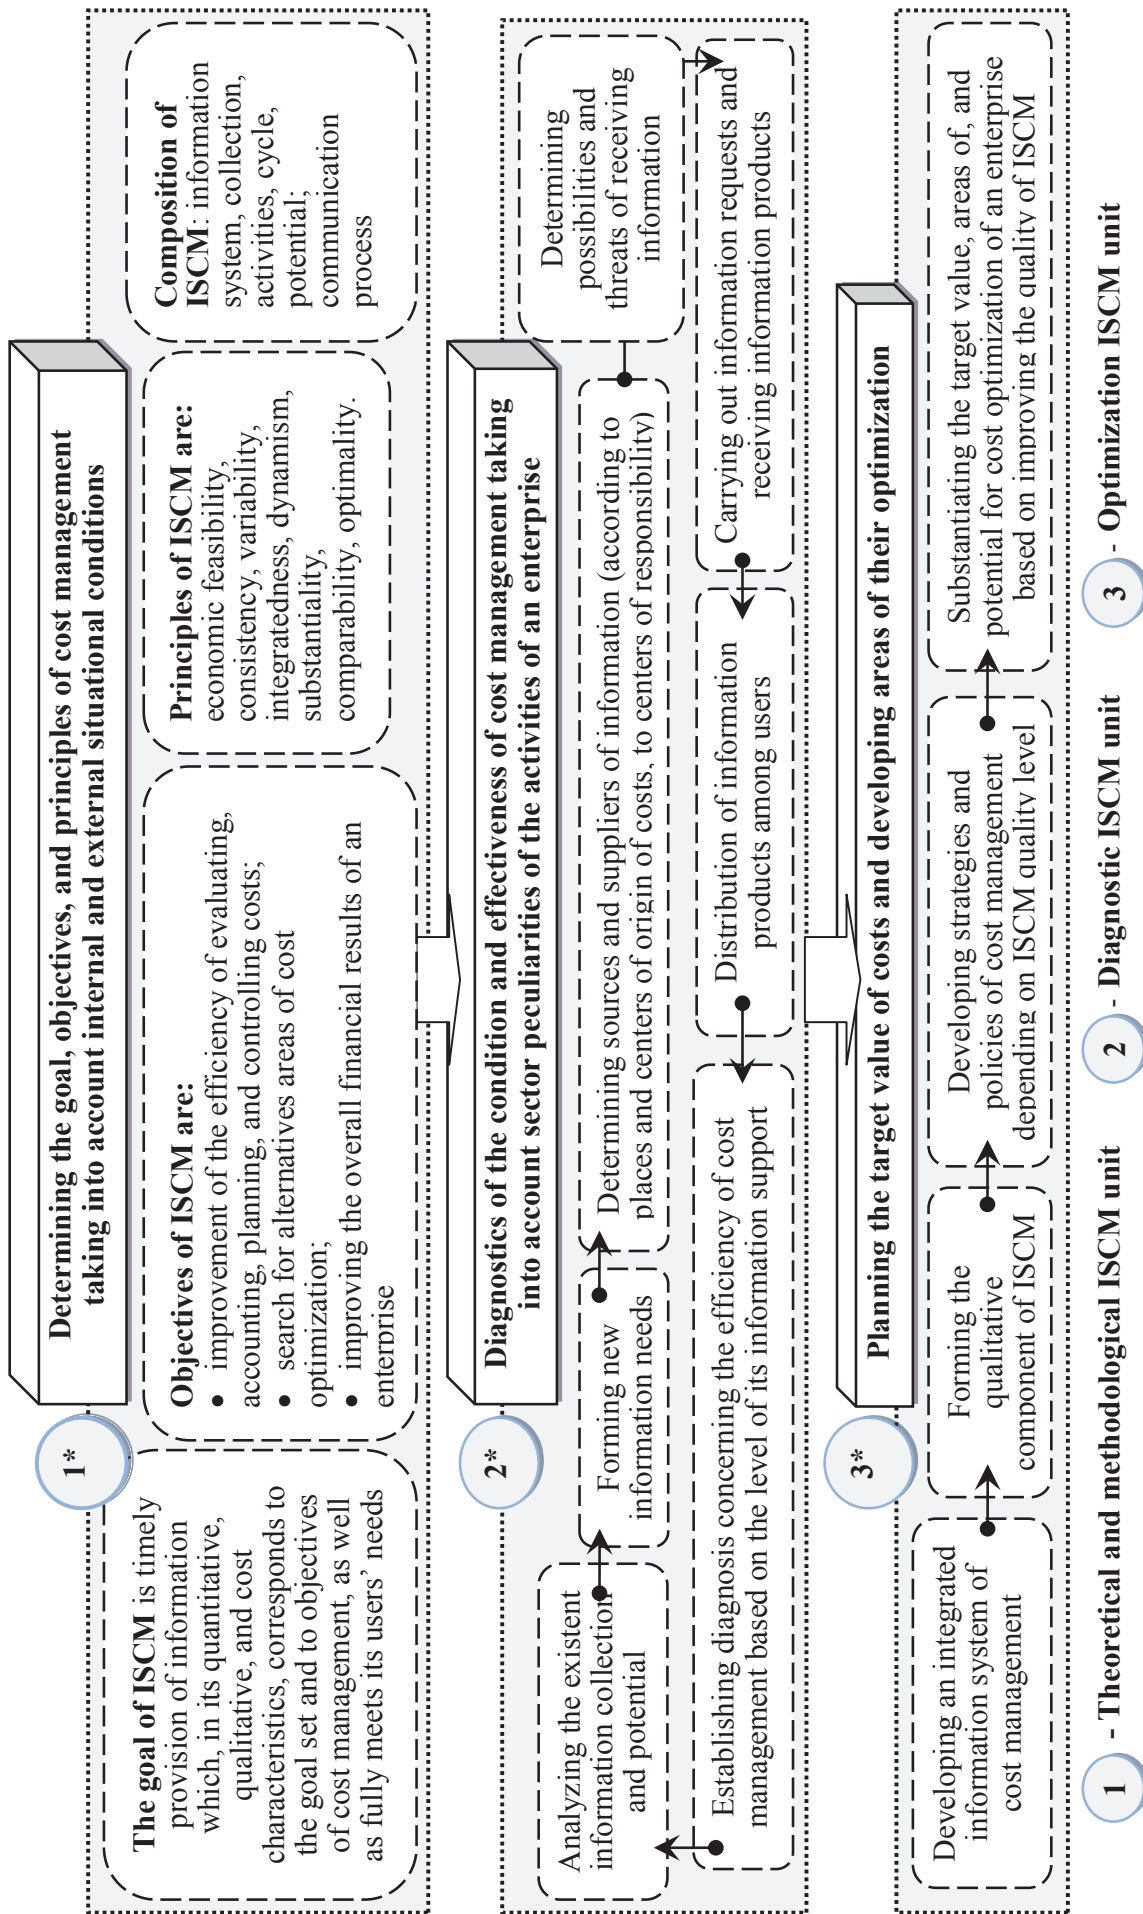 1*
Determining the goal, objectives, and principles of cost management
taking into account internal and external situational conditions
The goal of ISCM is timely
provision of information
which, in its quantitative,
qualitative, and cost
characteristics, corresponds to
the goal set and to objectives
of cost management, as well
as fully meets its users’ needs
Objectives of ISCM are:
• improvement of the efficiency of evaluating,
accounting, planning, and controlling costs;
• search for alternatives areas of cost
optimization;
• improving the overall financial results of an
enterprise
Principles of ISCM are:
economic feasibility,
consistency, variability,
integratedness, dynamism,
substantiality,
comparability, optimality.
Composition of
ISCM: information
system, collection,
activities, cycle,
potential,
communication
process
2*
Diagnostics of the condition and effectiveness of cost management taking
into account sector peculiarities of the activities of an enterprise
Analyzing the existent
information collection
and potential
Forming new
information needs
Determining sources and suppliers of information (according to
places and centers of origin of costs, to centers of responsibility)
Determining
possibilities and
threats of receiving
information
Establishing diagnosis concerning the efficiency of cost
management based on the level of its information support
Distribution of information
products among users
Carrying out information requests and
receiving information products
3*
Planning the target value of costs and developing areas of their optimization
Developing an integrated
information system of
cost management
Forming the
qualitative
component of ISCM
Developing strategies and
policies of cost management
depending on ISCM quality level
Substantiating the target value, areas of, and
potential for cost optimization of an enterprise
based on improving the quality of ISCM
1 - Theoretical and methodological ISCM unit
2 - Diagnostic ISCM unit
3 - Optimization ISCM unit